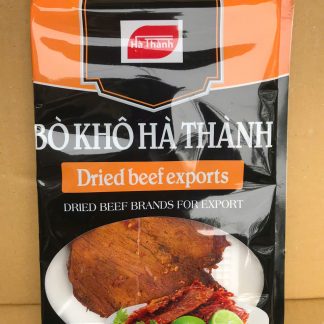 Hà Thành
BÒ KHÔ HÀ THÀNH
Dried beef exports
DRIED BEEF BRANDS FOR EXPORT